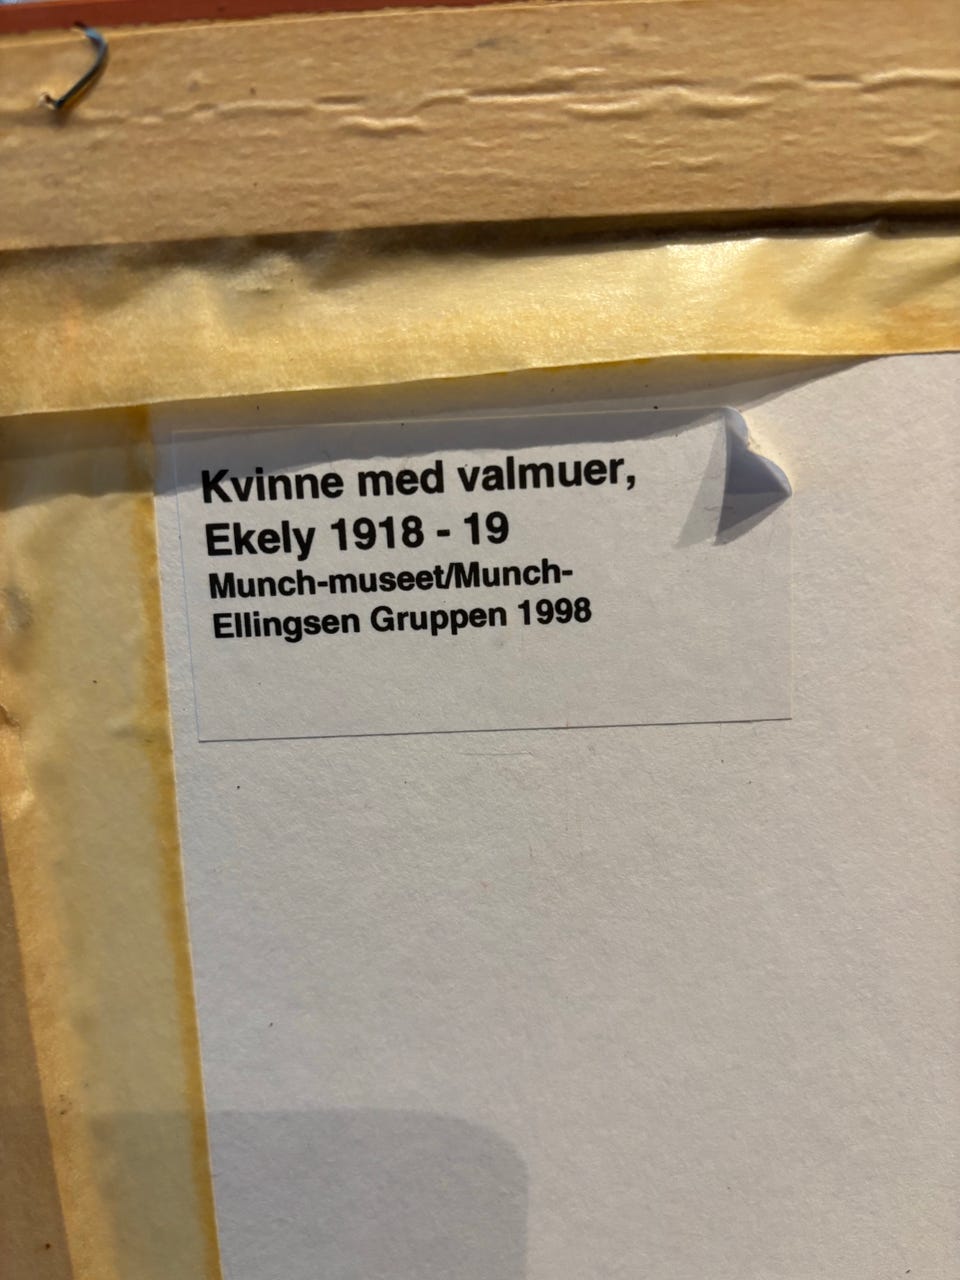 Kvinne med valmuer,
Ekely 1918 - 19
Munch-museet/Munch-
Ellingsen Gruppen 1998